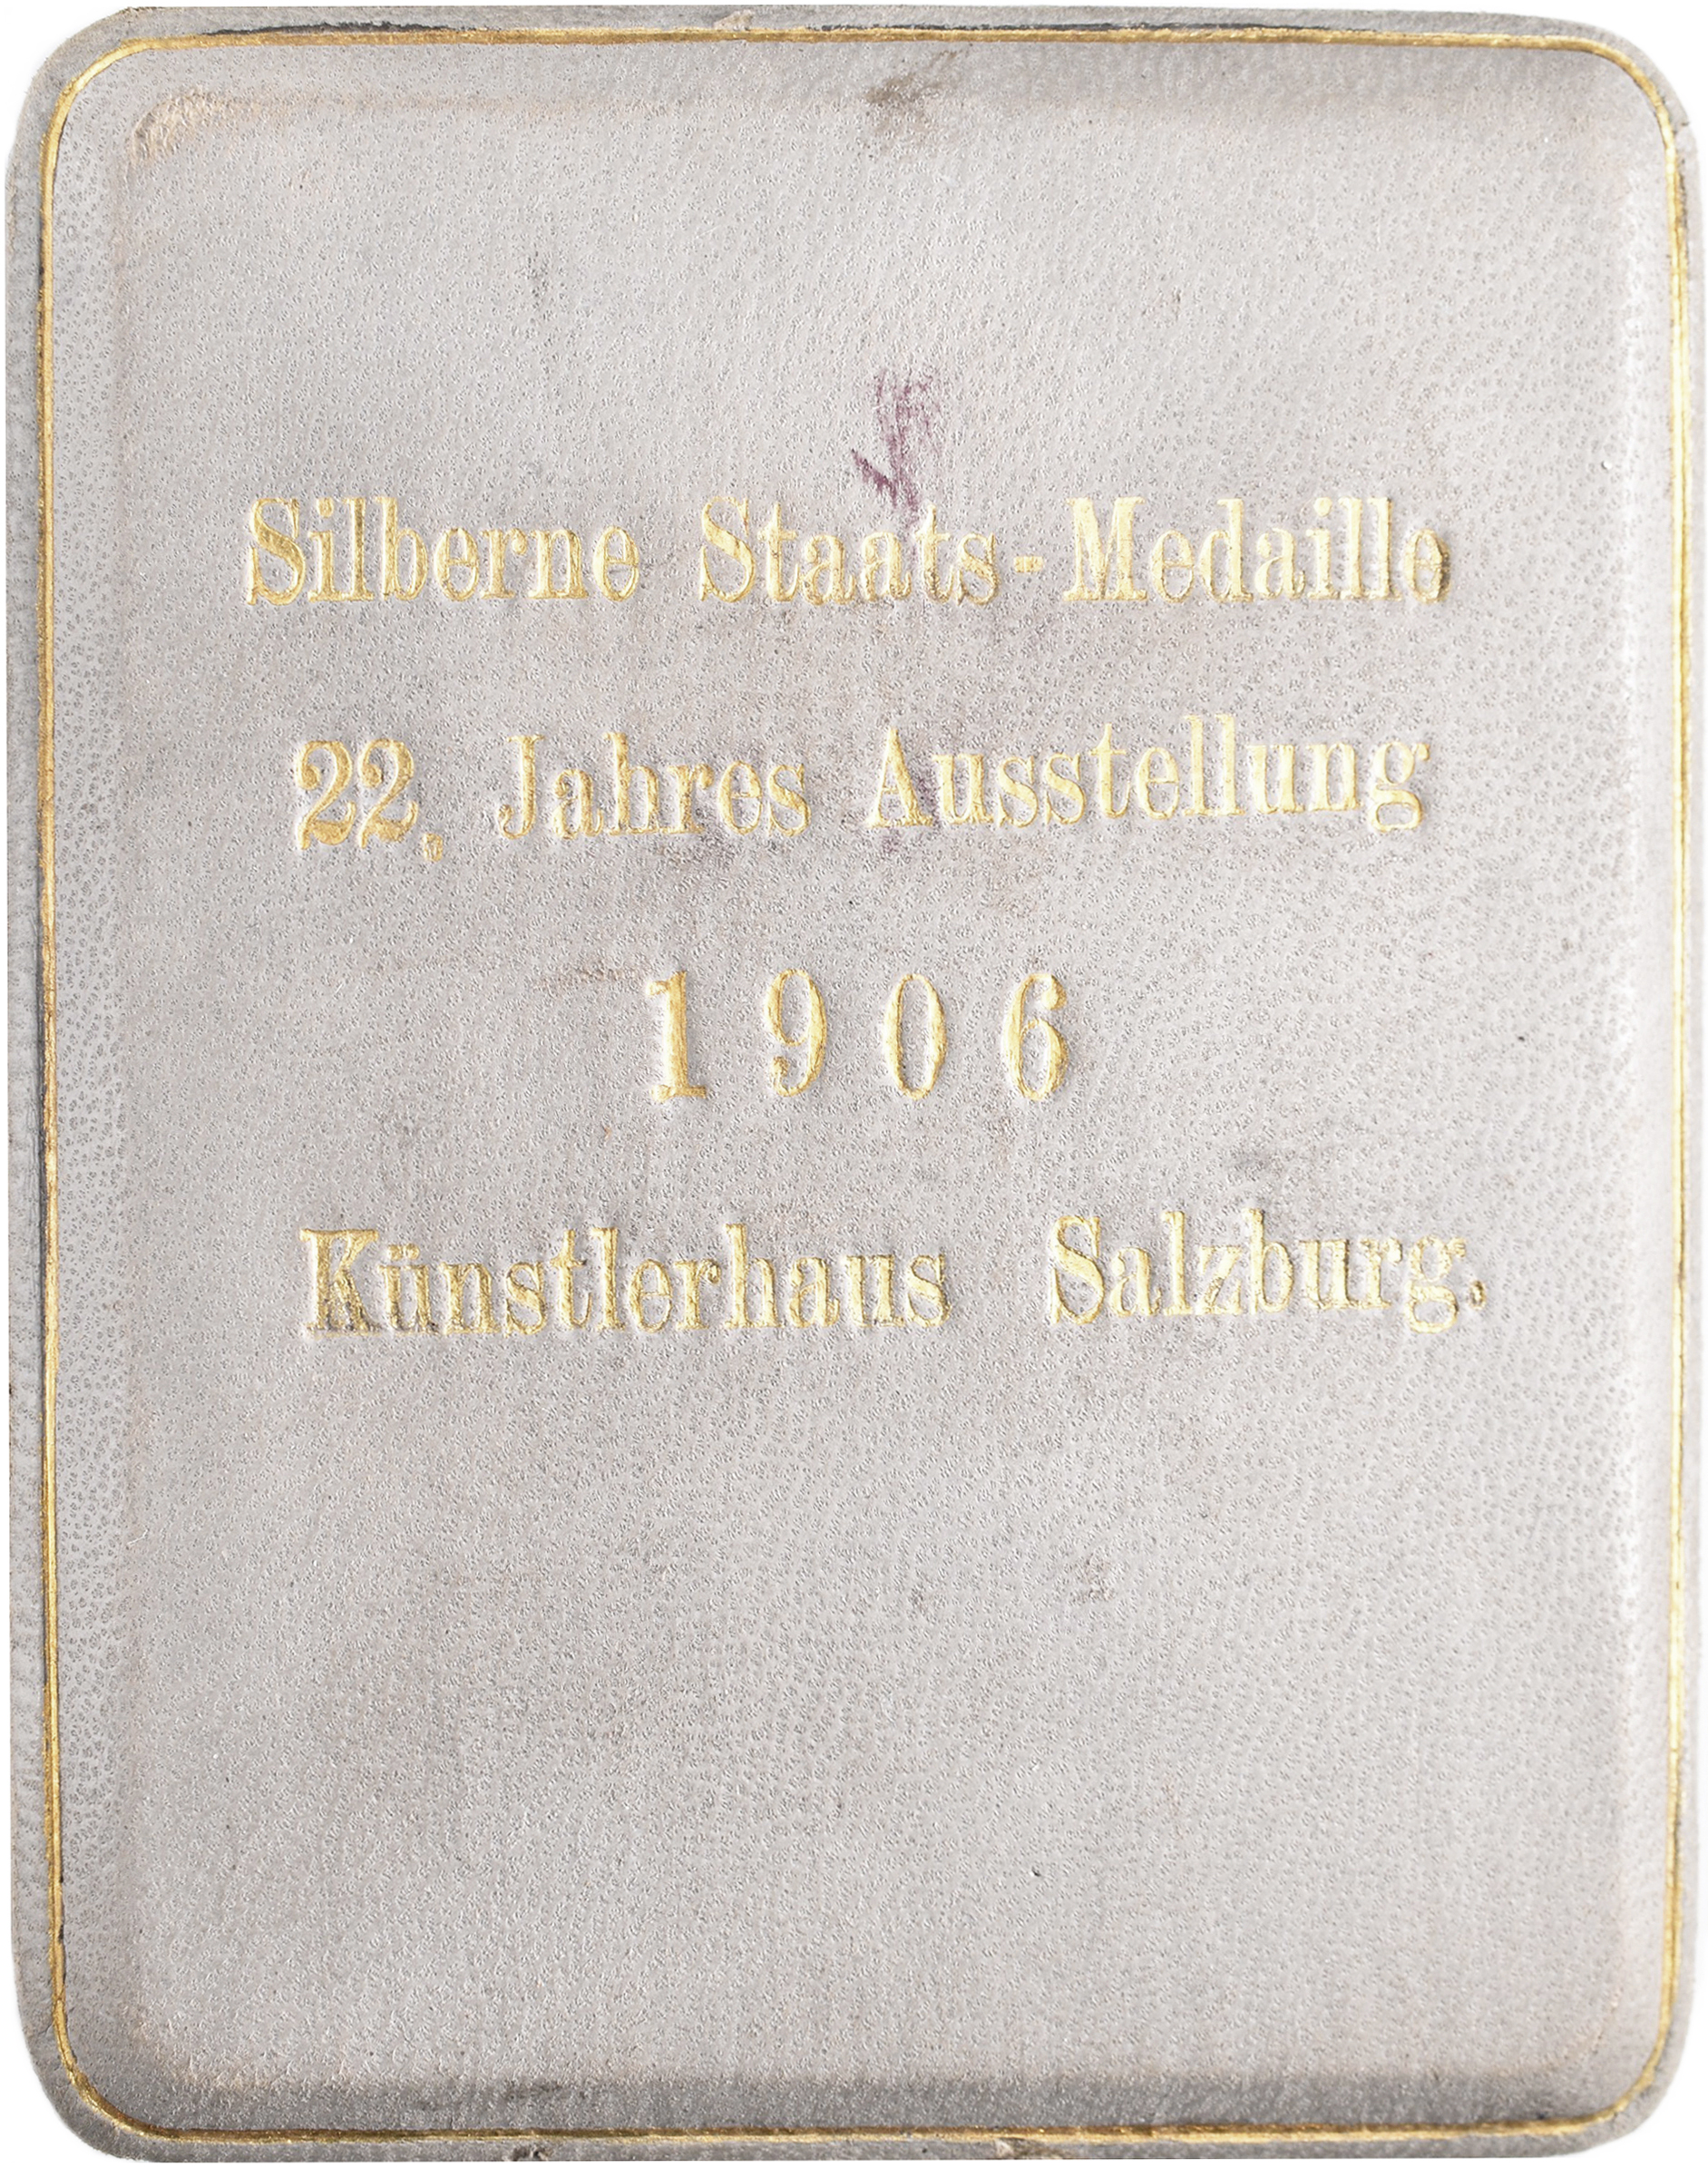 Silberne Staats-Medaille
22. Jahres Ausstellung
1906
Künstlerhaus Salzburg.